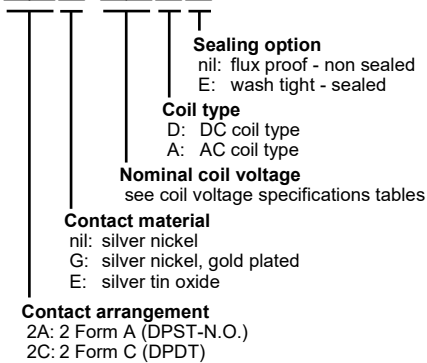 Sealing option
nil: flux proof - non sealed
E: wash tight - sealed
Coil type
D: DC coil type
A: AC coil type
Nominal coil voltage
see coil voltage specifications tables
Contact material
nil: silver nickel
G: silver nickel, gold plated
E: silver tin oxide
Contact arrangement
2A: 2 Form A (DPST-N.O.)
2C: 2 Form C (DPDT)